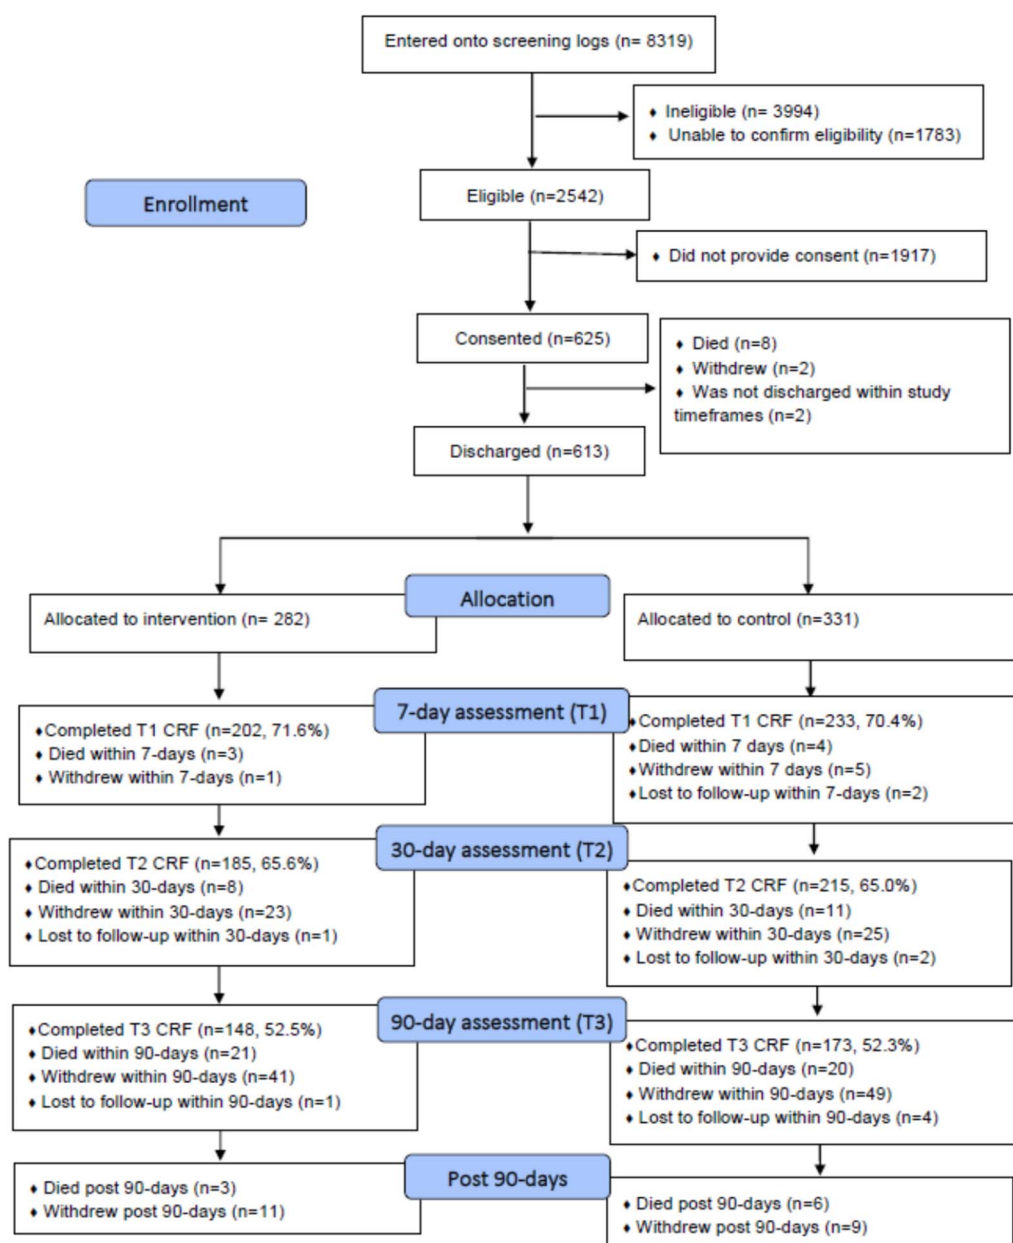 Entered onto screening logs (n= 8319)
♦ Ineligible (n= 3994)
♦ Unable to confirm eligibility (n=1783)
Enrollment
Eligible (n=2542)
♦ Did not provide consent (n=1917)
Consented (n=625)
♦ Died (n=8)
♦ Withdrew (n=2)
♦ Was not discharged within study
timeframes (n=2)
Discharged (n=613)
Allocation
Allocated to intervention (n= 282)
Allocated to control (n=331)
7-day assessment (T1)
♦Completed T1 CRF (n=202, 71.6%)
♦ Died within 7-days (n=3)
♦ Withdrew within 7-days (n=1)
♦Completed T1 CRF (n=233, 70.4%)
♦Died within 7 days (n=4)
♦Withdrew within 7 days (n=5)
♦Lost to follow-up within 7-days (n=2)
30-day assessment (T2)
♦Completed T2 CRF (n=185, 65.6%)
♦ Died within 30-days (n=8)
♦ Withdrew within 30-days (n=23)
♦ Lost to follow-up within 30-days (n=1)
♦Completed T2 CRF (n=215, 65.0%)
♦ Died within 30-days (n=11)
♦ Withdrew within 30-days (n=25)
♦ Lost to follow-up within 30-days (n=2)
90-day assessment (T3)
♦Completed T3 CRF (n=148, 52.5%)
♦ Died within 90-days (n=21)
♦ Withdrew within 90-days (n=41)
♦ Lost to follow-up within 90-days (n=1)
♦Completed T3 CRF (n=173, 52.3%)
♦ Died within 90-days (n=20)
♦ Withdrew within 90-days (n=49)
♦ Lost to follow-up within 90-days (n=4)
Post 90-days
♦ Died post 90-days (n=3)
♦ Withdrew post 90-days (n=11)
♦ Died post 90-days (n=6)
♦ Withdrew post 90-days (n=9)